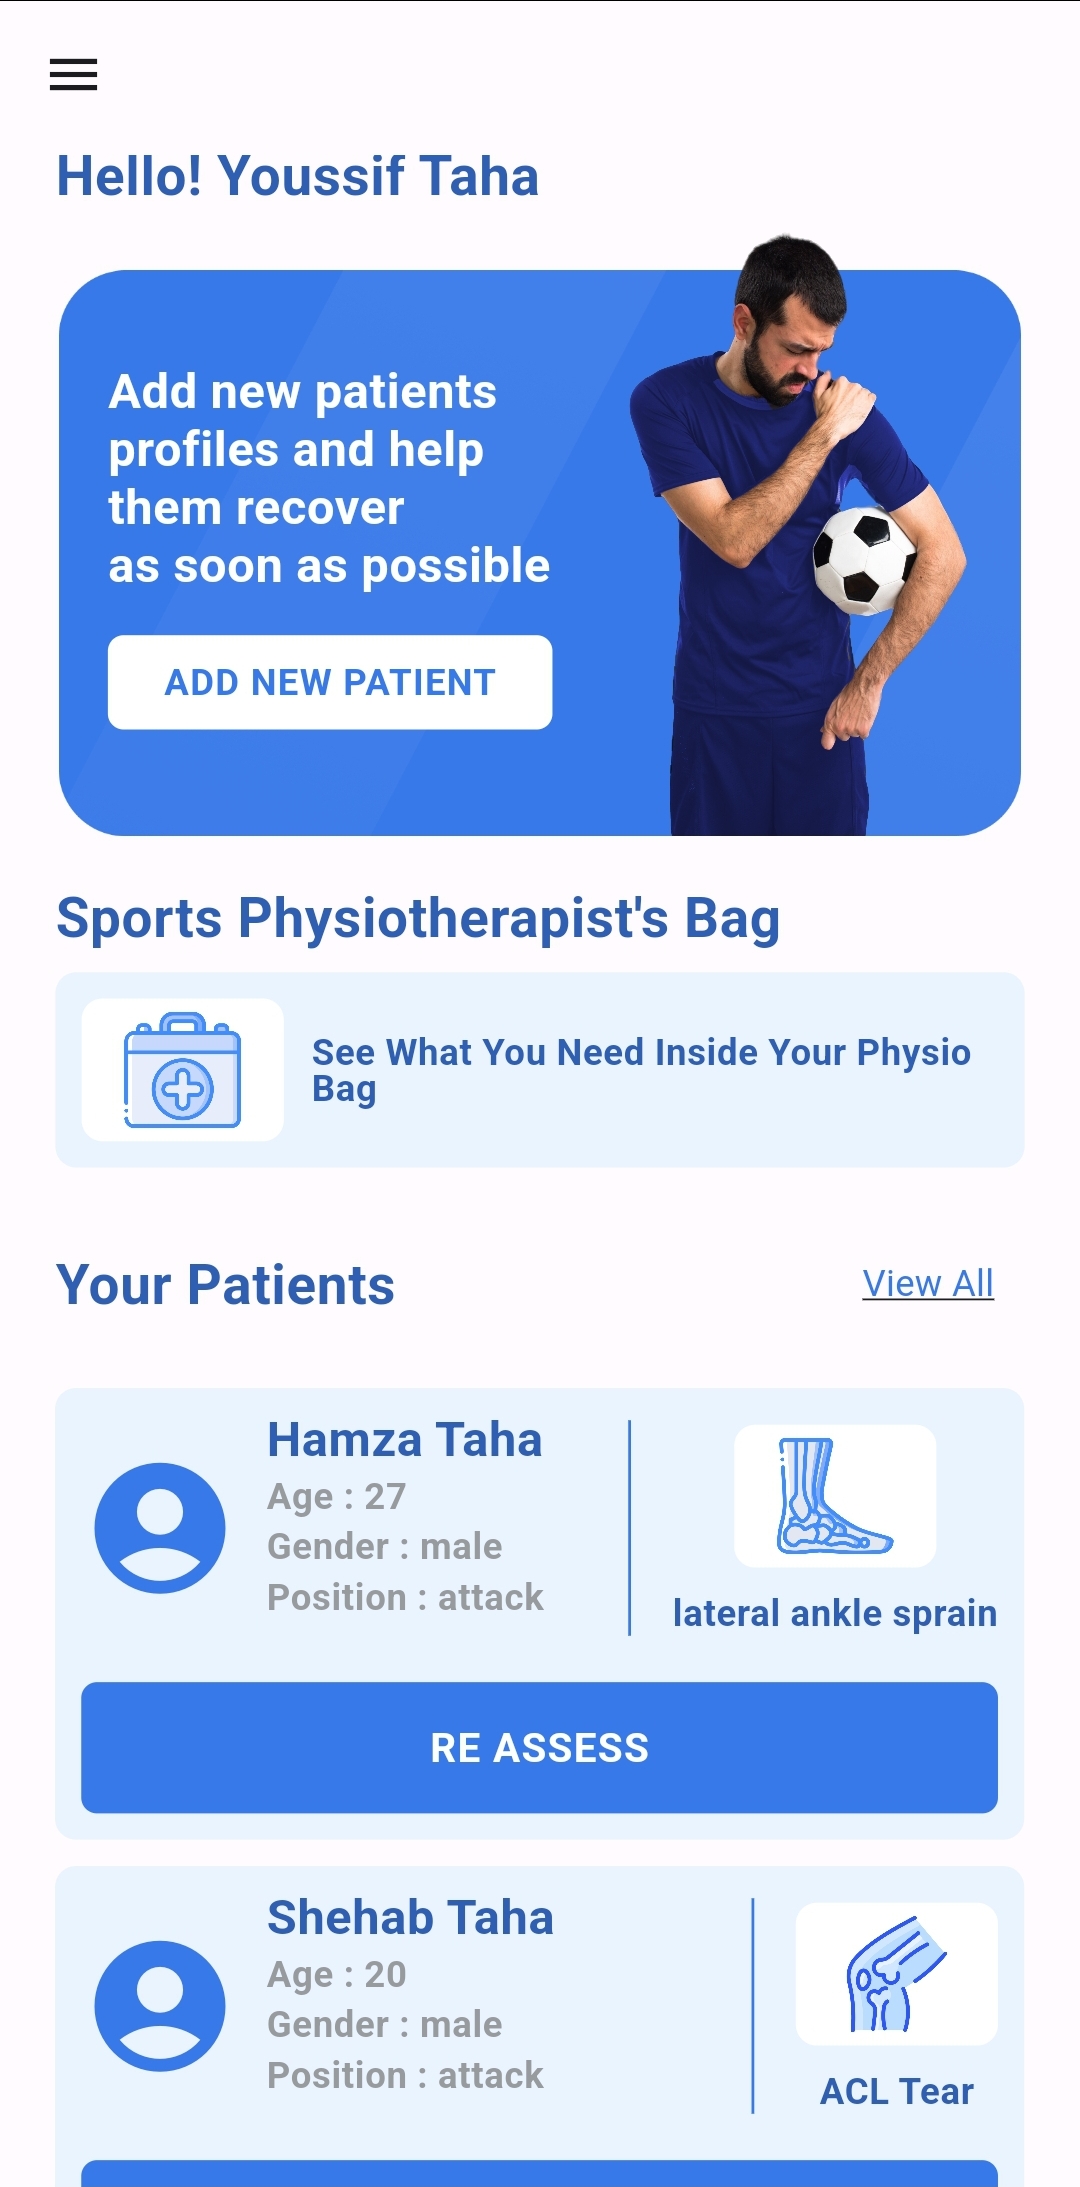 Hello! Youssif Taha
Add new patients
profiles and help
them recover
as soon as possible
ADD NEW PATIENT
Sports Physiotherapist's Bag
See What You Need Inside Your Physio
Bag
Your Patients
View All
Hamza Taha
Age : 27
Gender : male
Position : attack
lateral ankle sprain
RE ASSESS
Shehab Taha
Age : 20
Gender : male
Position : attack
ACL Tear